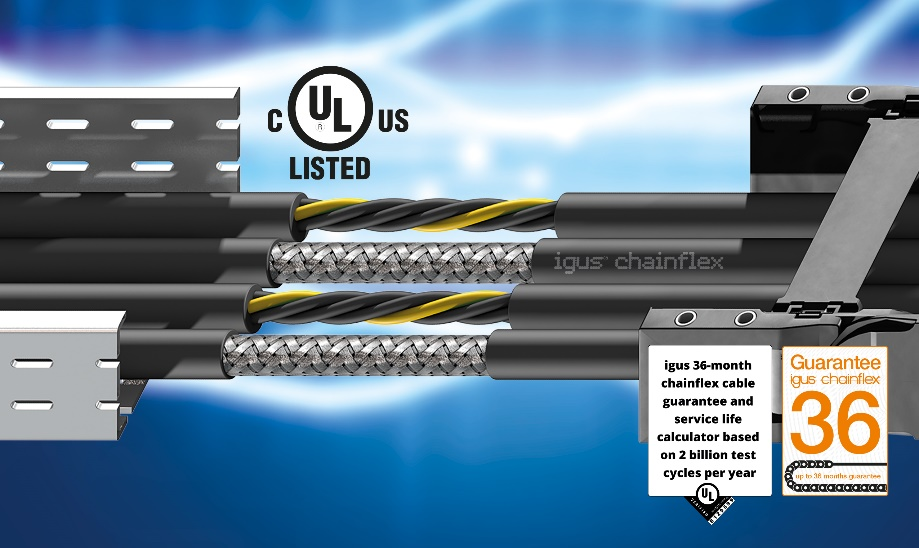 C UL US
®
LISTED
igus® chainflex
igus 36-month
chainflex cable
guarantee and
service life
calculator based
on 2 billion test
cycles per year
UL
Guarantee
igus chainflex
36
up to 36 months guarantee